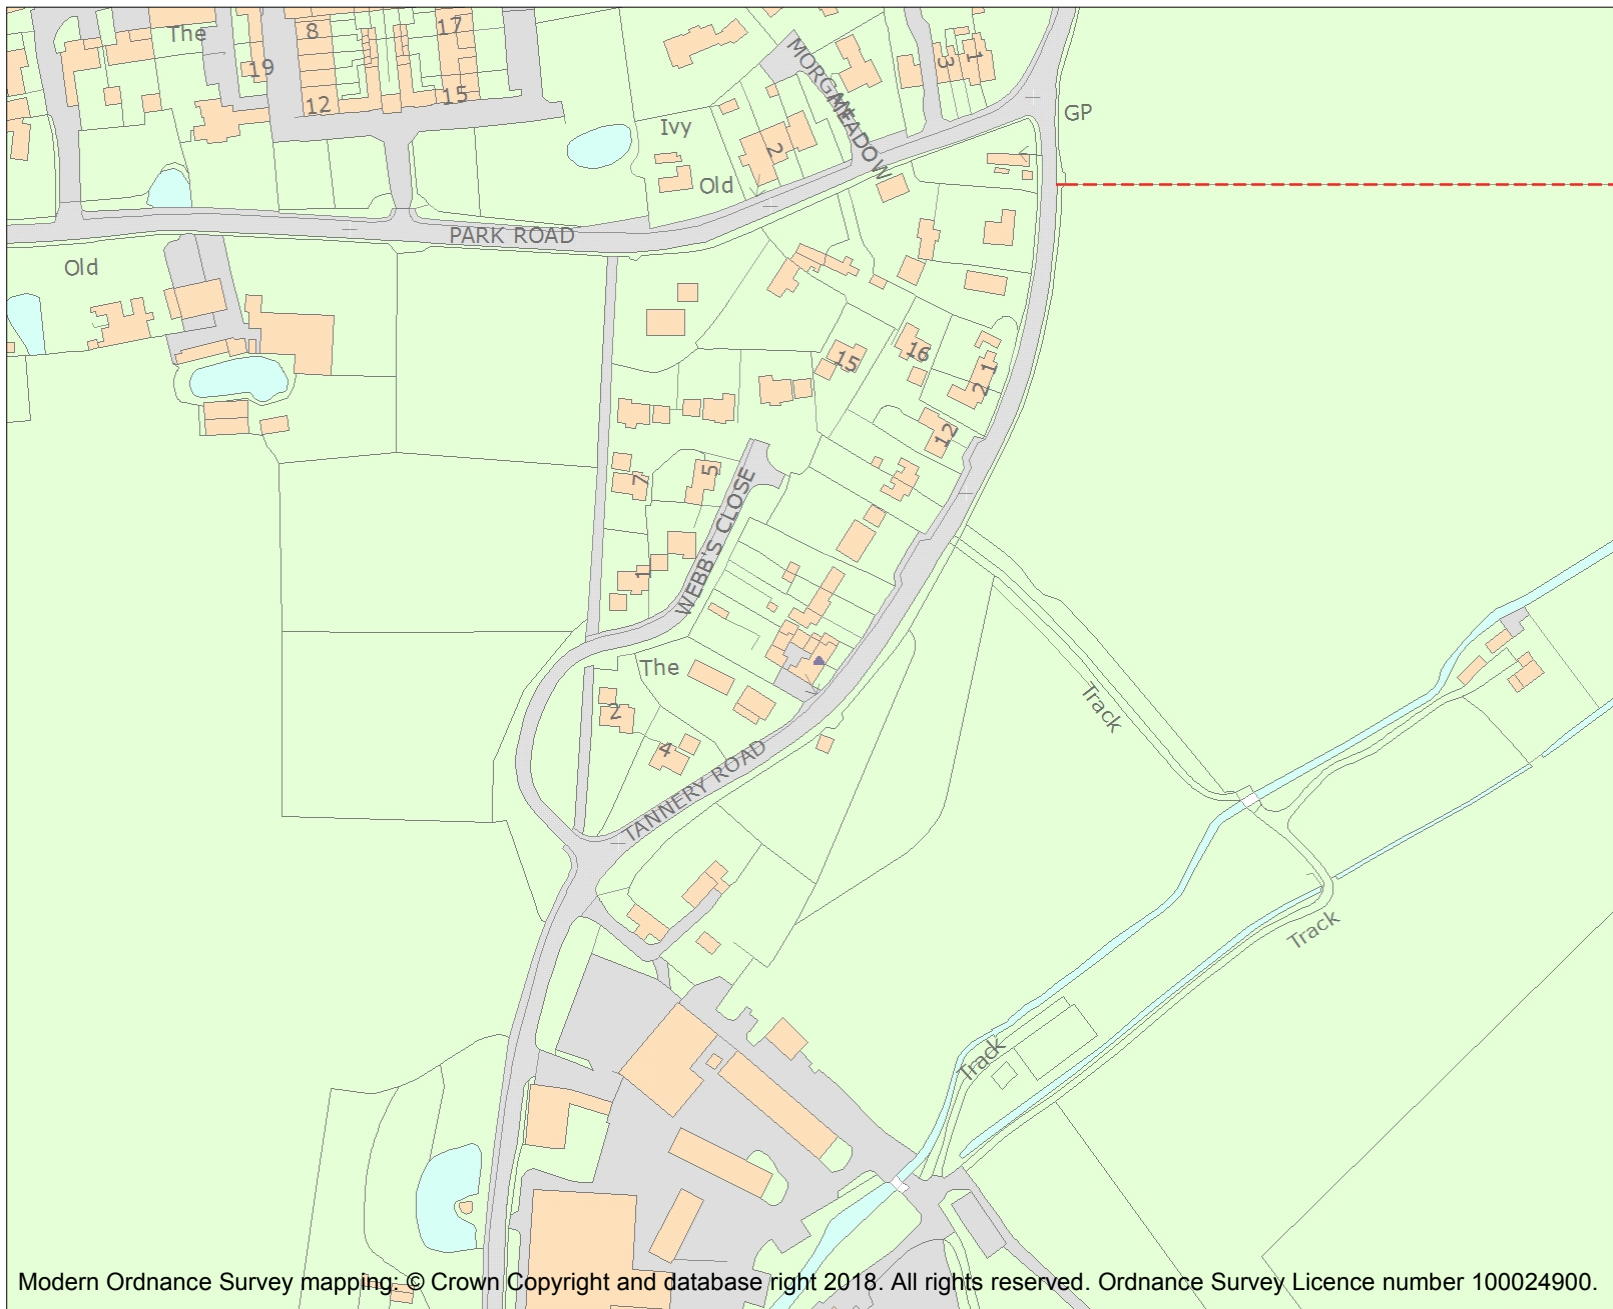 The
8
17
19
12
15
MORGAN
MEADOW
3
1
GP
Ivy
2
Old
PARK ROAD
Old
15
16
1
2
12
5
7
WEBB'S CLOSE
1
The
2
4
TANNERY ROAD
Track
Track
Track
Modern Ordnance Survey mapping: © Crown Copyright and database right 2018. All rights reserved. Ordnance Survey Licence number 100024900.